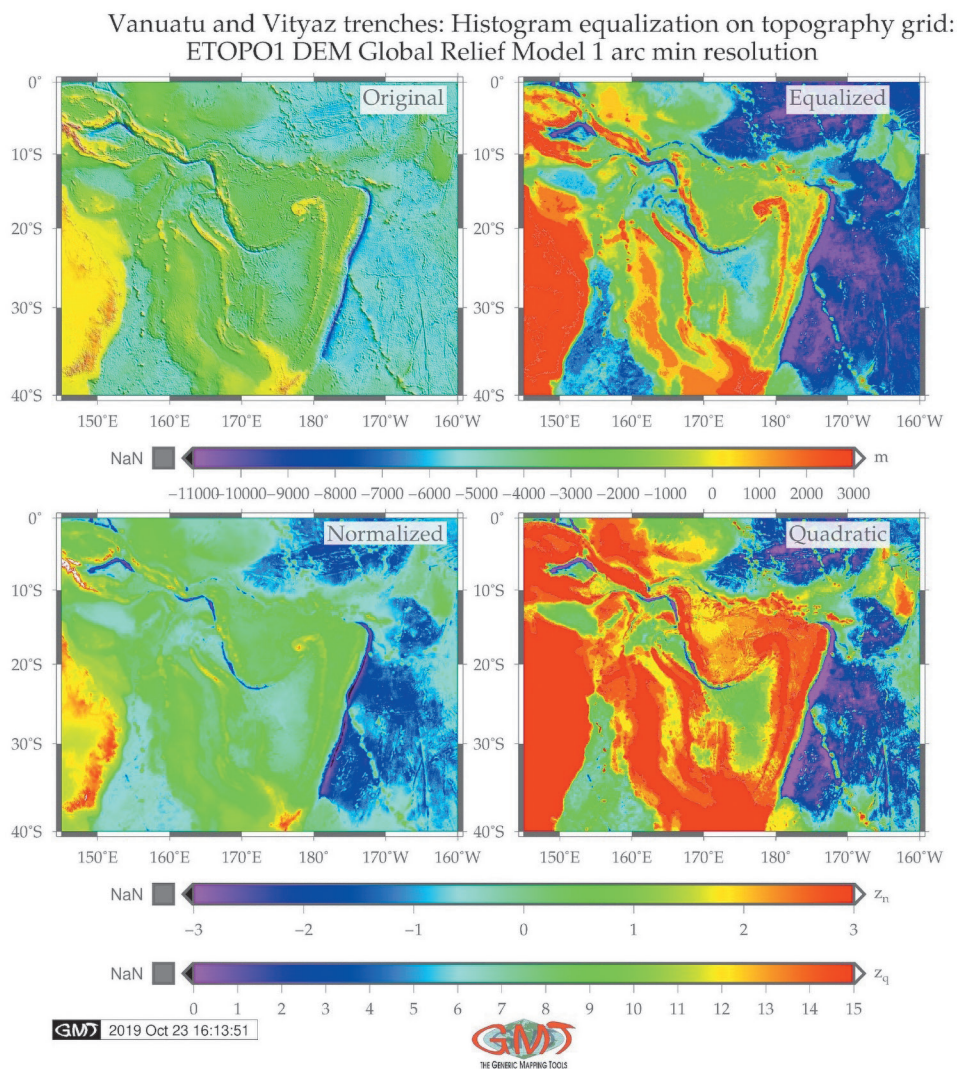 Vanuatu and Vityaz trenches: Histogram equalization on topography grid:
ETOPO1 DEM Global Relief Model 1 arc min resolution
0° Original 0° Equalized
10°S 10°S
20°S 20°S
30°S 30°S
40°S 40°S
150°E 160°E 170°E 180° 170°W 160°W 150°E 160°E 170°E 180° 170°W 160°W
NaN m
−11000 −10000 −9000 −8000 −7000 −6000 −5000 −4000 −3000 −2000 −1000 0 1000 2000 3000
0° Normalized 0° Quadratic
10°S 10°S
20°S 20°S
30°S 30°S
40°S 40°S
150°E 160°E 170°E 180° 170°W 160°W 150°E 160°E 170°E 180° 170°W 160°W
NaN z_n
−3 −2 −1 0 1 2 3
NaN z_q
0 1 2 3 4 5 6 7 8 9 10 11 12 13 14 15
GMT 2019 Oct 23 16:13:51
GMT
THE GENERIC MAPPING TOOLS